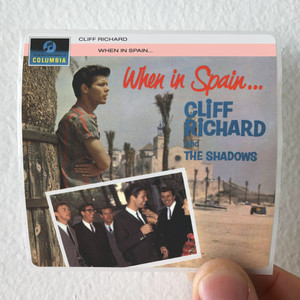 CLIFF RICHARD
WHEN IN SPAIN...
COLUMBIA
When in Spain...
CLIFF
RICHARD
and
THE SHADOWS